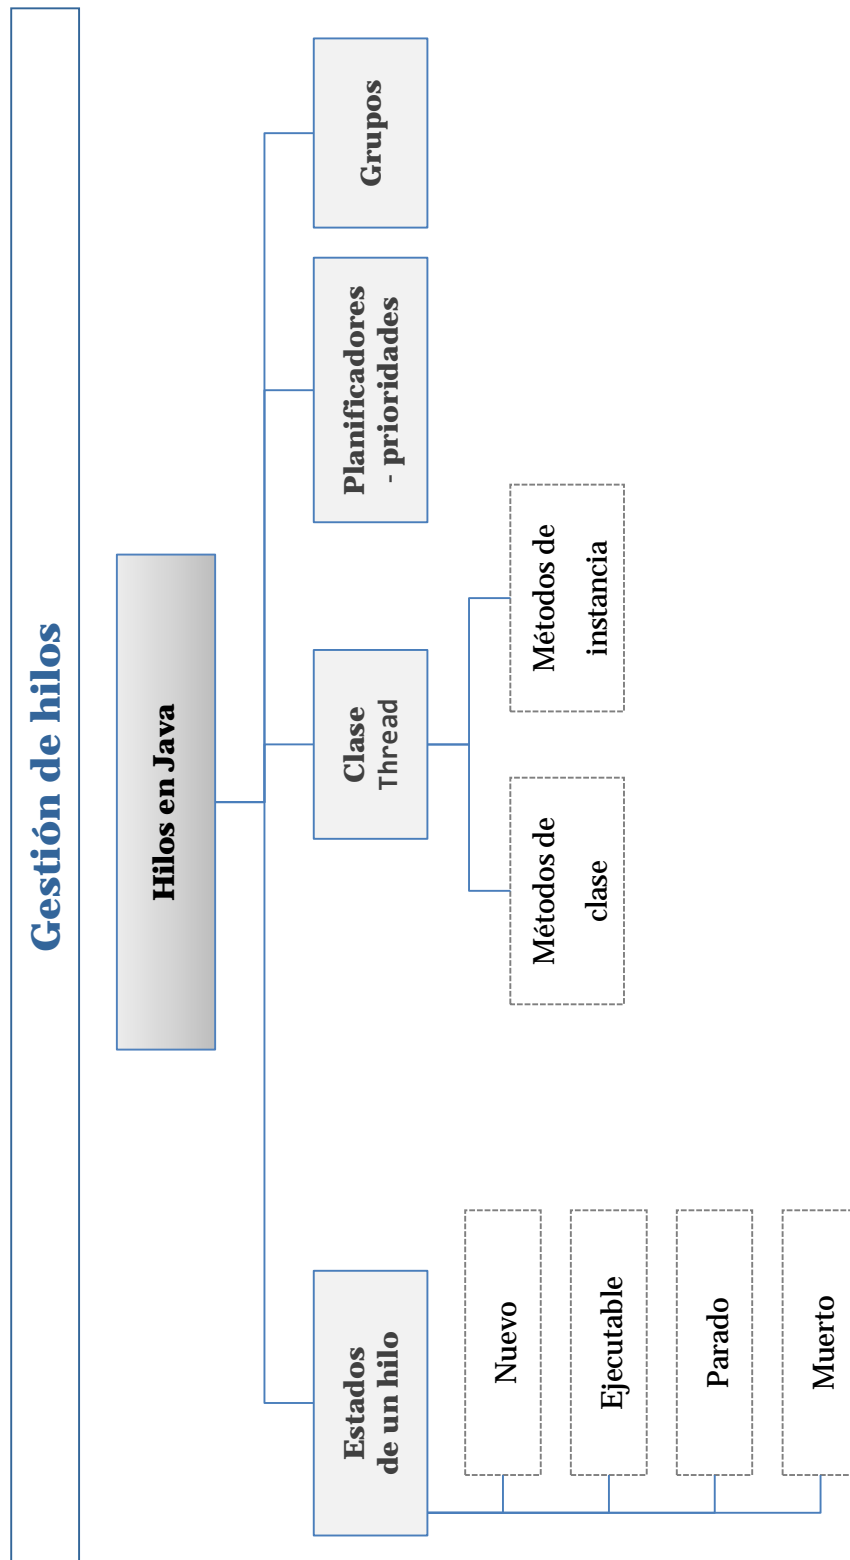 Gestión de hilos
Hilos en Java
Estados
de un hilo
Nuevo
Ejecutable
Parado
Muerto
Clase
Thread
Métodos de
clase
Métodos de
instancia
Planificadores
- prioridades
Grupos